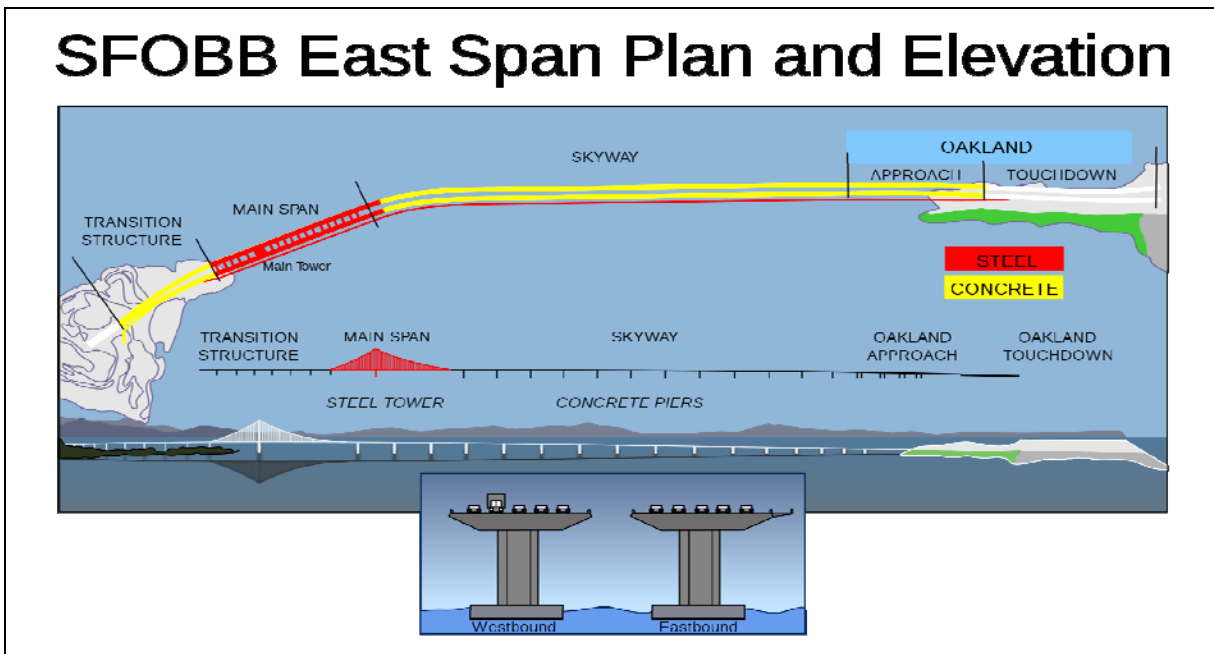 SFOBB East Span Plan and Elevation
OAKLAND
SKYWAY
APPROACH
TOUCHDOWN
MAIN SPAN
TRANSITION
STRUCTURE
Main Tower
STEEL
CONCRETE
TRANSITION
STRUCTURE
MAIN SPAN
SKYWAY
OAKLAND
APPROACH
OAKLAND
TOUCHDOWN
STEEL TOWER
CONCRETE PIERS
Westbound
Eastbound